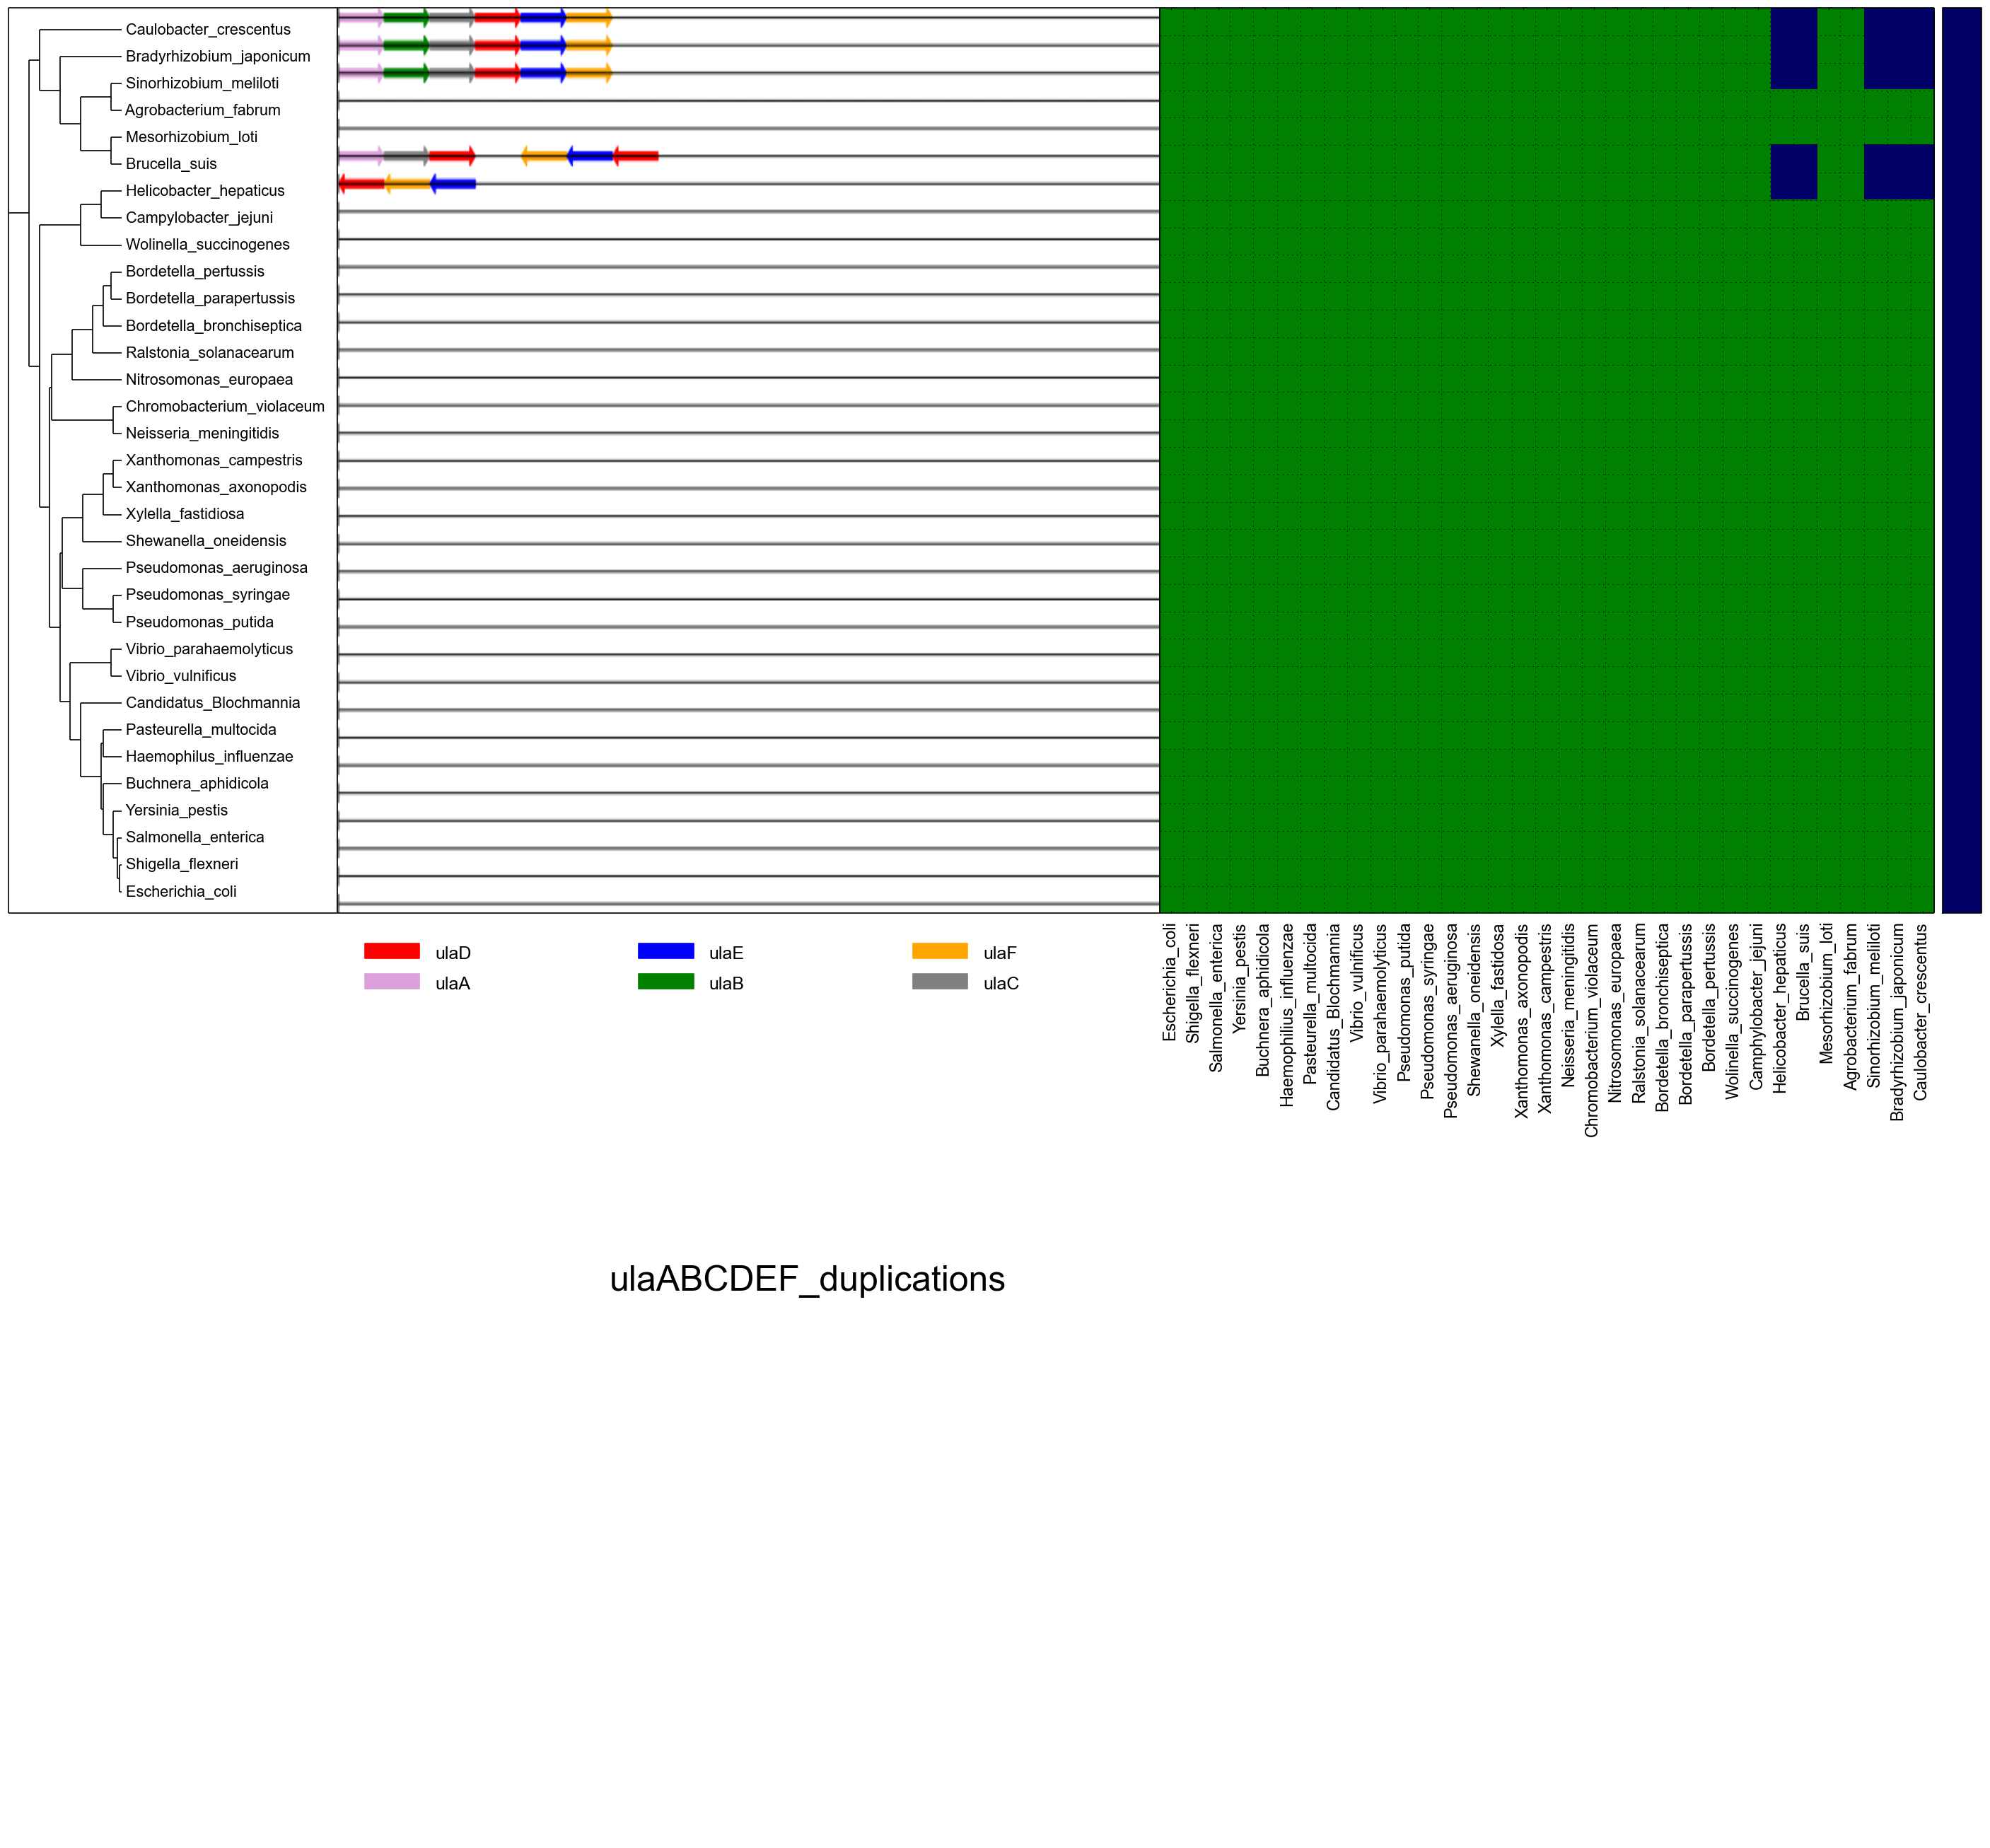 Caulobacter_crescentus
Bradyrhizobium_japonicum
Sinorhizobium_meliloti
Agrobacterium_fabrum
Mesorhizobium_loti
Brucella_suis
Helicobacter_hepaticus
Campylobacter_jejuni
Wolinella_succinogenes
Bordetella_pertussis
Bordetella_parapertussis
Bordetella_bronchiseptica
Ralstonia_solanacearum
Nitrosomonas_europaea
Chromobacterium_violaceum
Neisseria_meningitidis
Xanthomonas_campestris
Xanthomonas_axonopodis
Xylella_fastidiosa
Shewanella_oneidensis
Pseudomonas_aeruginosa
Pseudomonas_syringae
Pseudomonas_putida
Vibrio_parahaemolyticus
Vibrio_vulnificus
Candidatus_Blochmannia
Pasteurella_multocida
Haemophilus_influenzae
Buchnera_aphidicola
Yersinia_pestis
Salmonella_enterica
Shigella_flexneri
Escherichia_coli
ulaD ulaE ulaF
ulaA ulaB ulaC
Escherichia_coli
Shigella_flexneri
Salmonella_enterica
Yersinia_pestis
Buchnera_aphidicola
Haemophilius_influenzae
Pasteurella_multocida
Candidatus_Blochmannia
Vibrio_vulnificus
Vibrio_parahaemolyticus
Pseudomonas_putida
Pseudomonas_syringae
Pseudomonas_aeruginosa
Shewanella_oneidensis
Xylella_fastidosa
Xanthomonas_axonopodis
Xanthomonas_campestris
Neisseria_meningitidis
Chromobacterium_violaceum
Nitrosomonas_europaea
Ralstonia_solanacearum
Bordetella_bronchiseptica
Bordetella_parapertussis
Bordetella_pertussis
Wolinella_succinogenes
Camphylobacter_jejuni
Helicobacter_hepaticus
Brucella_suis
Mesorhizobium_loti
Agrobacterium_fabrum
Sinorhizobium_meliloti
Bradyrhizobium_japonicum
Caulobacter_crescentus
ulaABCDEF_duplications